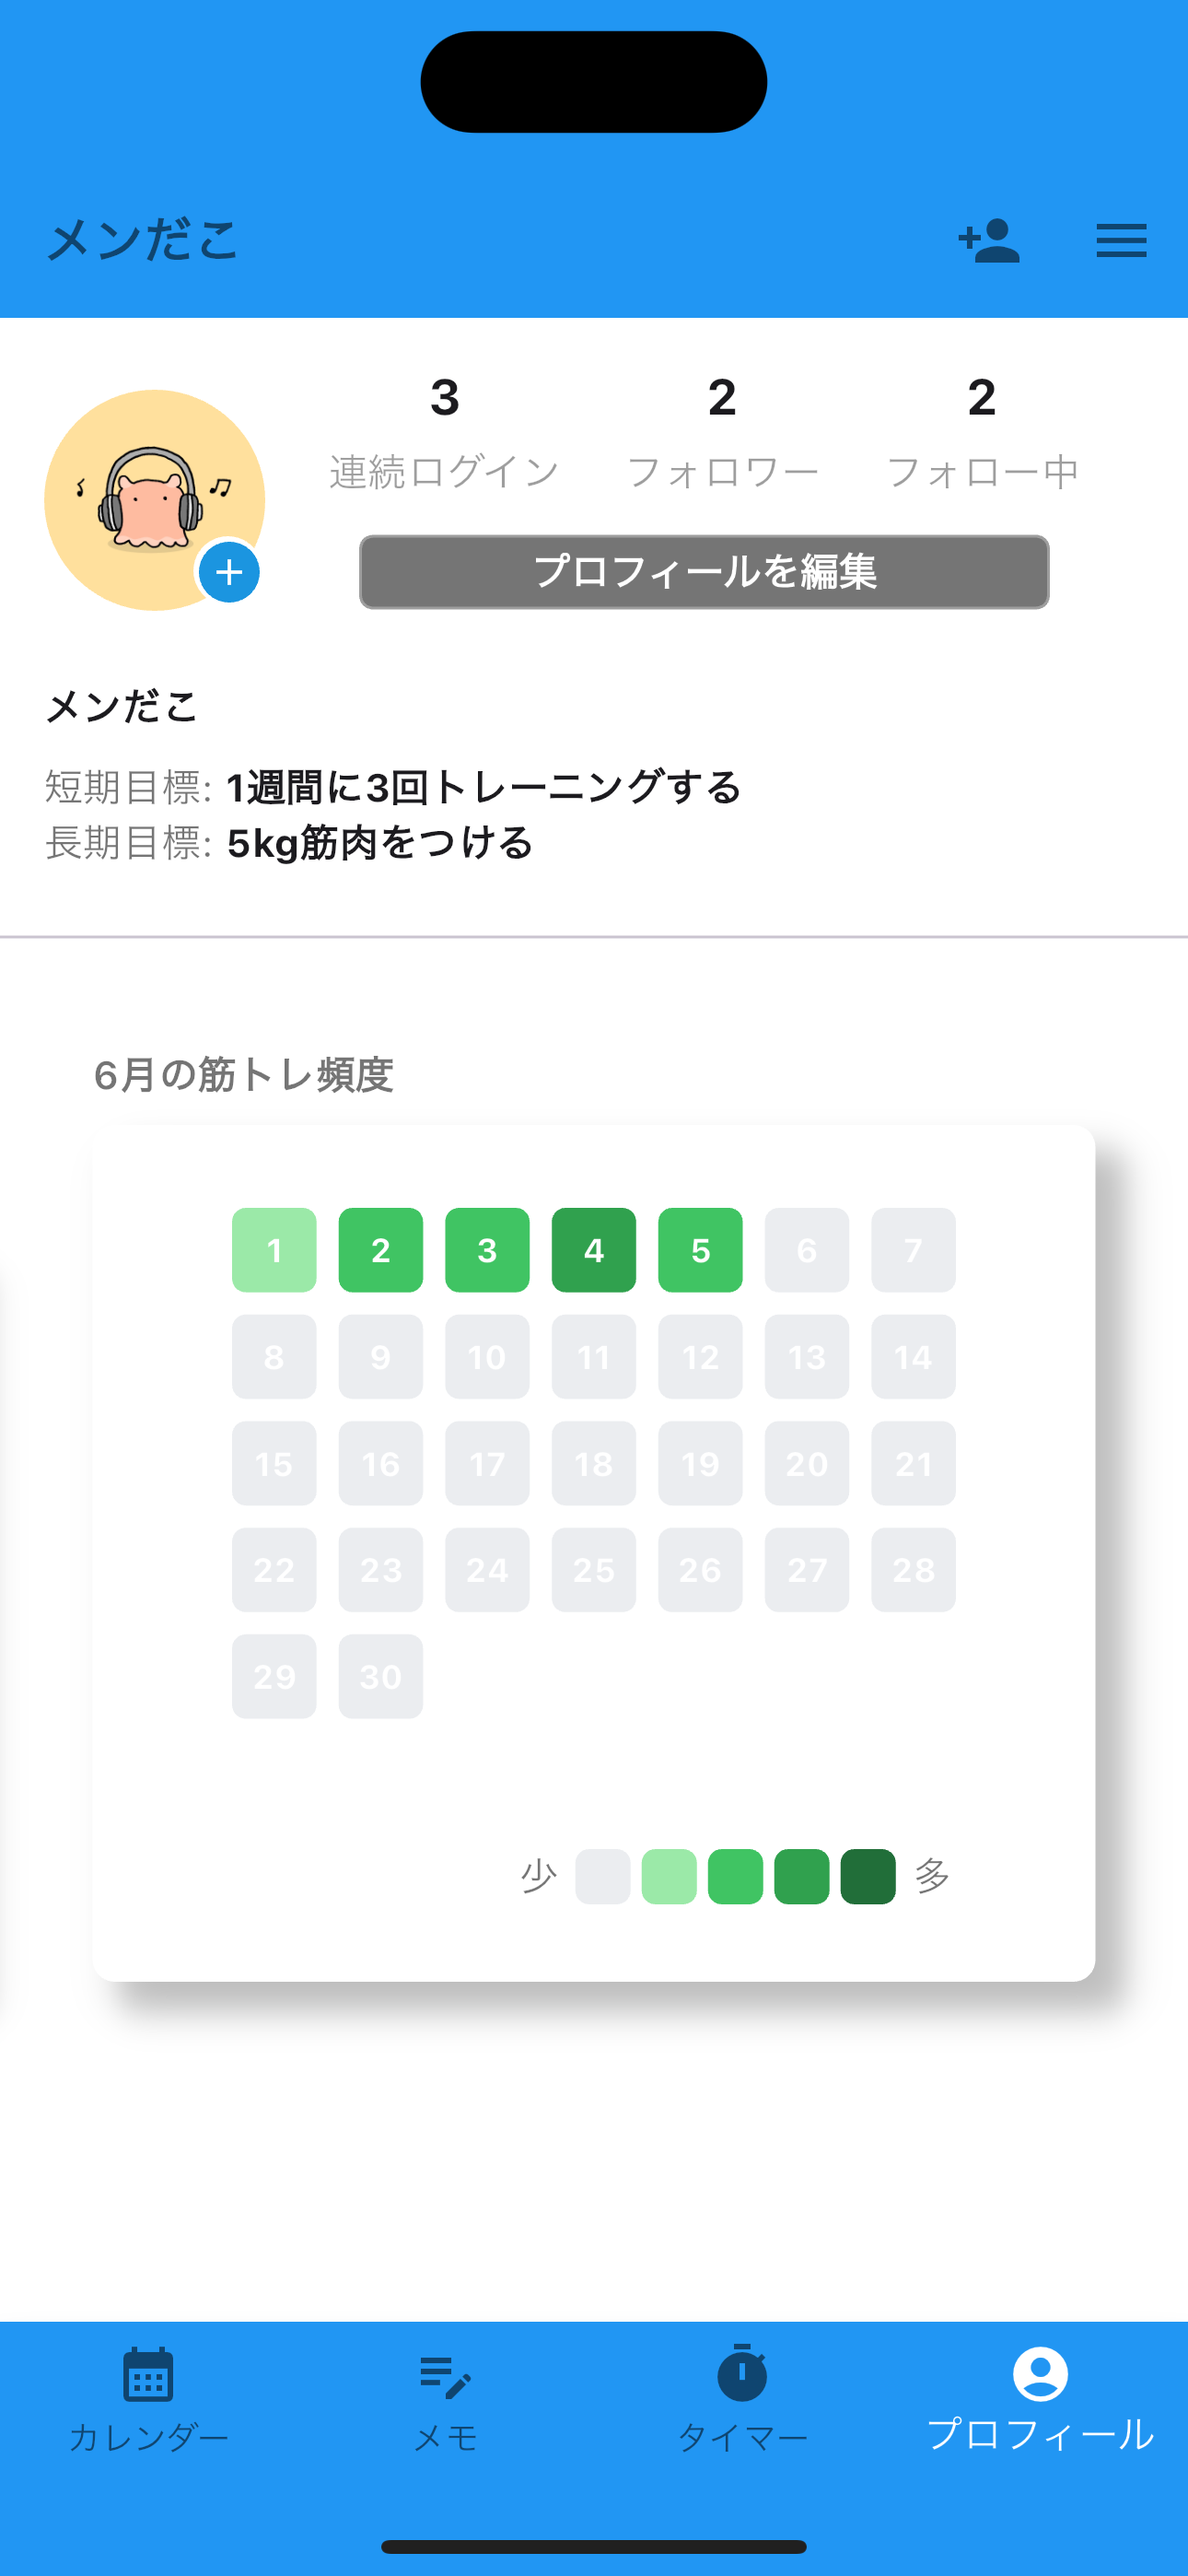 メンだこ
3 2 2
連続ログイン フォロワー フォロー中
プロフィールを編集
メンだこ
短期目標: 1週間に3回トレーニングする
長期目標: 5kg筋肉をつける
6月の筋トレ頻度
1 2 3 4 5 6 7
8 9 10 11 12 13 14
15 16 17 18 19 20 21
22 23 24 25 26 27 28
29 30
少 多
カレンダー メモ タイマー プロフィール